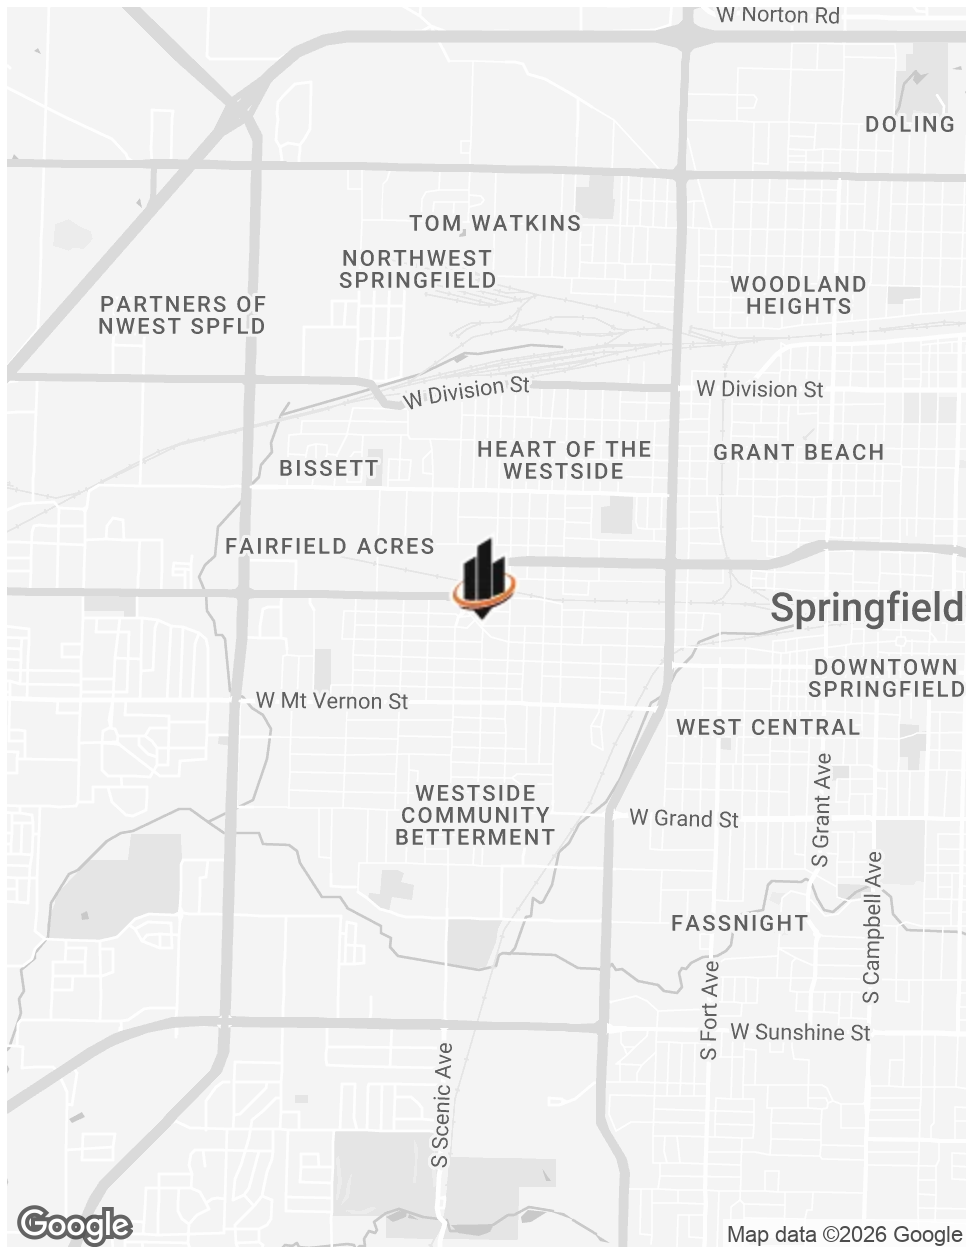 W Norton Rd
DOLING
TOM WATKINS
NORTHWEST
SPRINGFIELD
WOODLAND
HEIGHTS
PARTNERS OF
NWEST SPFLD
W Division St
W Division St
HEART OF THE
WESTSIDE
GRANT BEACH
BISSETT
FAIRFIELD ACRES
Springfield
DOWNTOWN
SPRINGFIELD
W Mt Vernon St
WEST CENTRAL
S Grant Ave
WESTSIDE
COMMUNITY
BETTERMENT
W Grand St
S Campbell Ave
FASSNIGHT
S Fort Ave
W Sunshine St
S Scenic Ave
Google
Map data ©2026 Google